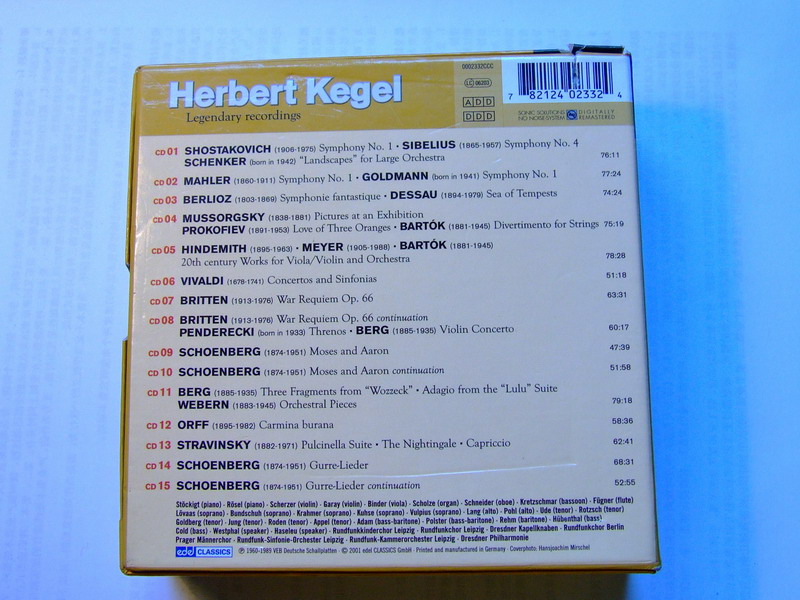 0002332CCC
LC 06203
ADD
DDD
7 82124 02332 4
SONIC SOLUTIONS DIGITALLY
NO NOISE-SYSTEM REMASTERED
Herbert Kegel
Legendary recordings
CD 01 SHOSTAKOVICH (1906-1975) Symphony No. 1 • SIBELIUS (1865-1957) Symphony No. 4
SCHENKER (born in 1942) "Landscapes" for Large Orchestra 76:11
CD 02 MAHLER (1860-1911) Symphony No. 1 • GOLDMANN (born in 1941) Symphony No. 1 77:24
CD 03 BERLIOZ (1803-1869) Symphonie fantastique • DESSAU (1894-1979) Sea of Tempests 74:24
CD 04 MUSSORGSKY (1838-1881) Pictures at an Exhibition
PROKOFIEV (1891-1953) Love of Three Oranges • BARTÓK (1881-1945) Divertimento for Strings 75:19
CD 05 HINDEMITH (1895-1963) • MEYER (1905-1988) • BARTÓK (1881-1945)
20th century Works for Viola/Violin and Orchestra 78:28
CD 06 VIVALDI (1678-1741) Concertos and Sinfonias 51:18
CD 07 BRITTEN (1913-1976) War Requiem Op. 66 63:31
CD 08 BRITTEN (1913-1976) War Requiem Op. 66 continuation
PENDERECKI (born in 1933) Threnos • BERG (1885-1935) Violin Concerto 60:17
CD 09 SCHOENBERG (1874-1951) Moses and Aaron 47:39
CD 10 SCHOENBERG (1874-1951) Moses and Aaron continuation 51:58
CD 11 BERG (1885-1935) Three Fragments from "Wozzeck" • Adagio from the "Lulu" Suite
WEBERN (1883-1945) Orchestral Pieces 79:18
CD 12 ORFF (1895-1982) Carmina burana 58:36
CD 13 STRAVINSKY (1882-1971) Pulcinella Suite • The Nightingale • Capriccio 62:41
CD 14 SCHOENBERG (1874-1951) Gurre-Lieder 68:31
CD 15 SCHOENBERG (1874-1951) Gurre-Lieder continuation 52:55
Stöckigt (piano) · Rösel (piano) · Scherzer (violin) · Garay (violin) · Binder (viola) · Scholze (organ) · Schneider (oboe) · Kretzschmar (bassoon) · Fügner (flute)
Lövaas (soprano) · Bundschuh (soprano) · Krahmer (soprano) · Kuhse (soprano) · Vulpius (soprano) · Lang (alto) · Pohl (alto) · Ude (tenor) · Rotzsch (tenor)
Goldberg (tenor) · Jung (tenor) · Roden (tenor) · Appel (tenor) · Adam (bass-baritone) · Polster (bass-baritone) · Rehm (baritone) · Hübenthal (bass)
Cold (bass) · Westphal (speaker) · Haseleu (speaker) · Rundfunkkinderchor Leipzig · Rundfunkchor Leipzig · Dresdner Kapellknaben · Rundfunkchor Berlin
Prager Männerchor · Rundfunk-Sinfonie-Orchester Leipzig · Rundfunk-Kammerorchester Leipzig · Dresdner Philharmonie
edel CLASSICS ℗ 1960-1989 VEB Deutsche Schallplatten · © 2001 edel CLASSICS GmbH · Printed and manufactured in Germany · Coverphoto: Hansjoachim Mirschel